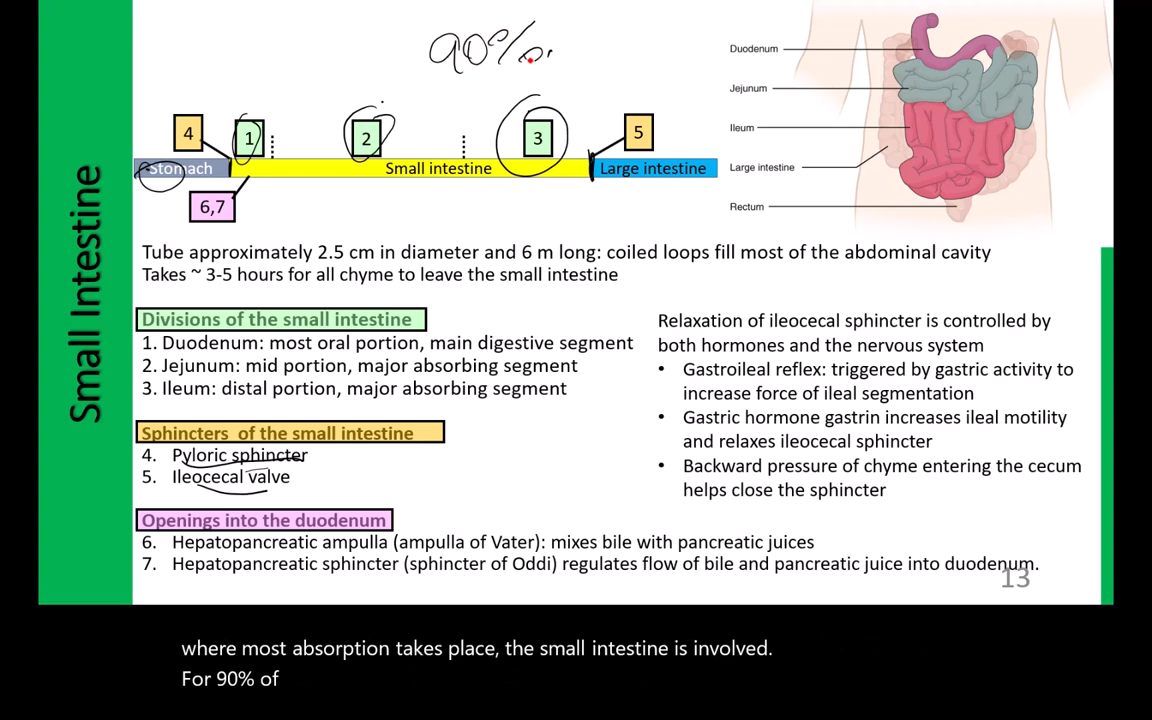 90%
Small Intestine
4
1
2
3
5
Stomach
Small intestine
Large intestine
6,7
Duodenum
Jejunum
Ileum
Large intestine
Rectum
Tube approximately 2.5 cm in diameter and 6 m long: coiled loops fill most of the abdominal cavity
Takes ~ 3-5 hours for all chyme to leave the small intestine
Divisions of the small intestine
1. Duodenum: most oral portion, main digestive segment
2. Jejunum: mid portion, major absorbing segment
3. Ileum: distal portion, major absorbing segment
Sphincters of the small intestine
4. Pyloric sphincter
5. Ileocecal valve
Relaxation of ileocecal sphincter is controlled by
both hormones and the nervous system
• Gastroileal reflex: triggered by gastric activity to
increase force of ileal segmentation
• Gastric hormone gastrin increases ileal motility
and relaxes ileocecal sphincter
• Backward pressure of chyme entering the cecum
helps close the sphincter
Openings into the duodenum
6. Hepatopancreatic ampulla (ampulla of Vater): mixes bile with pancreatic juices
7. Hepatopancreatic sphincter (sphincter of Oddi) regulates flow of bile and pancreatic juice into duodenum.
13
where most absorption takes place, the small intestine is involved.
For 90% of